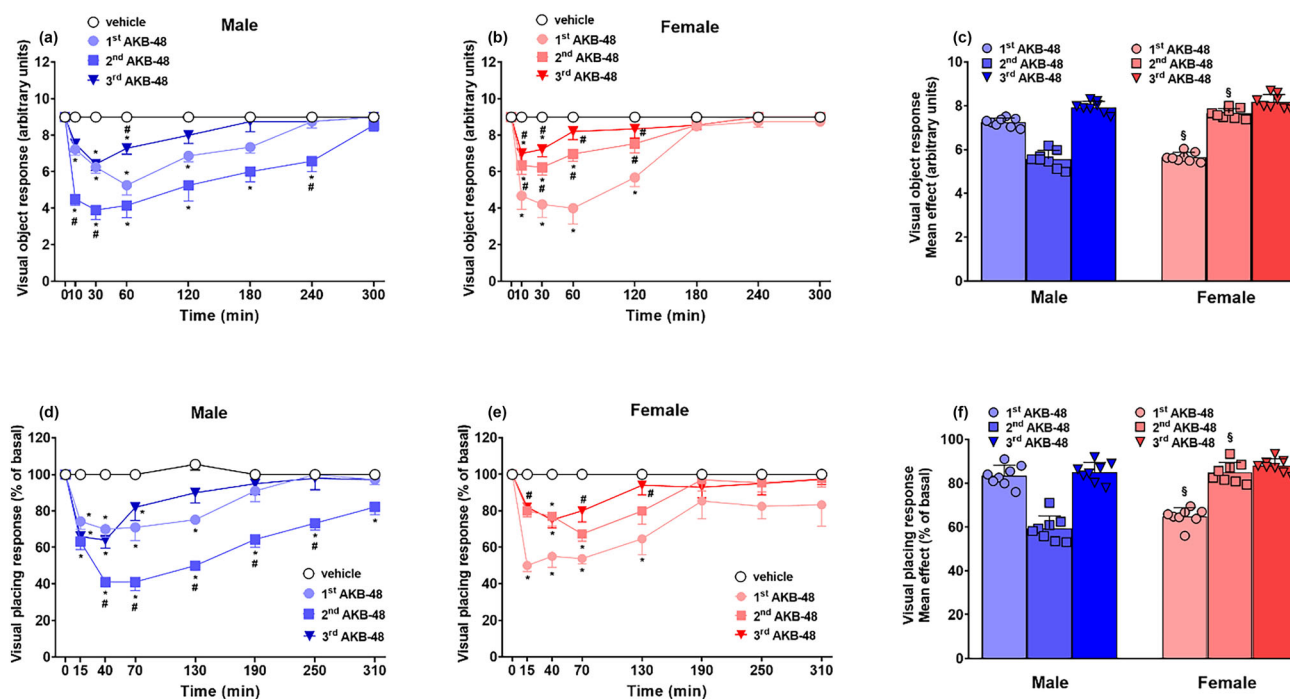 (a)
Male
vehicle
1st AKB-48
2nd AKB-48
3rd AKB-48
Visual object response (arbitrary units)
12
10
8
6
4
2
0
#
*
*
*
*
*
*
*
#
*
#
*
*
*
*
#
0 10 30 60 120 180 240 300
Time (min)
(b)
Female
vehicle
1st AKB-48
2nd AKB-48
3rd AKB-48
Visual object response (arbitrary units)
12
10
8
6
4
2
0
#
*
#
*
#
#
*
#
*
#
*
#
*
#
*
*
*
*
0 10 30 60 120 180 240 300
Time (min)
(c)
1st AKB-48
2nd AKB-48
3rd AKB-48
1st AKB-48
2nd AKB-48
3rd AKB-48
Visual object response
Mean effect (arbitrary units)
10
8
6
4
2
0
§
§
Male Female
(d)
Male
vehicle
1st AKB-48
2nd AKB-48
3rd AKB-48
Visual placing response (% of basal)
120
100
80
60
40
20
0
*
*
*
*
*
*
*
*
#
*
#
*
#
*
#
*
#
*
0 15 40 70 130 190 250 310
Time (min)
(e)
Female
vehicle
1st AKB-48
2nd AKB-48
3rd AKB-48
Visual placing response (% of basal)
120
100
80
60
40
20
0
#
*
#
#
*
*
*
*
*
*
0 15 40 70 130 190 250 310
Time (min)
(f)
1st AKB-48
2nd AKB-48
3rd AKB-48
1st AKB-48
2nd AKB-48
3rd AKB-48
Visual placing response
Mean effect (% of basal)
100
80
60
40
20
0
§
§
Male Female